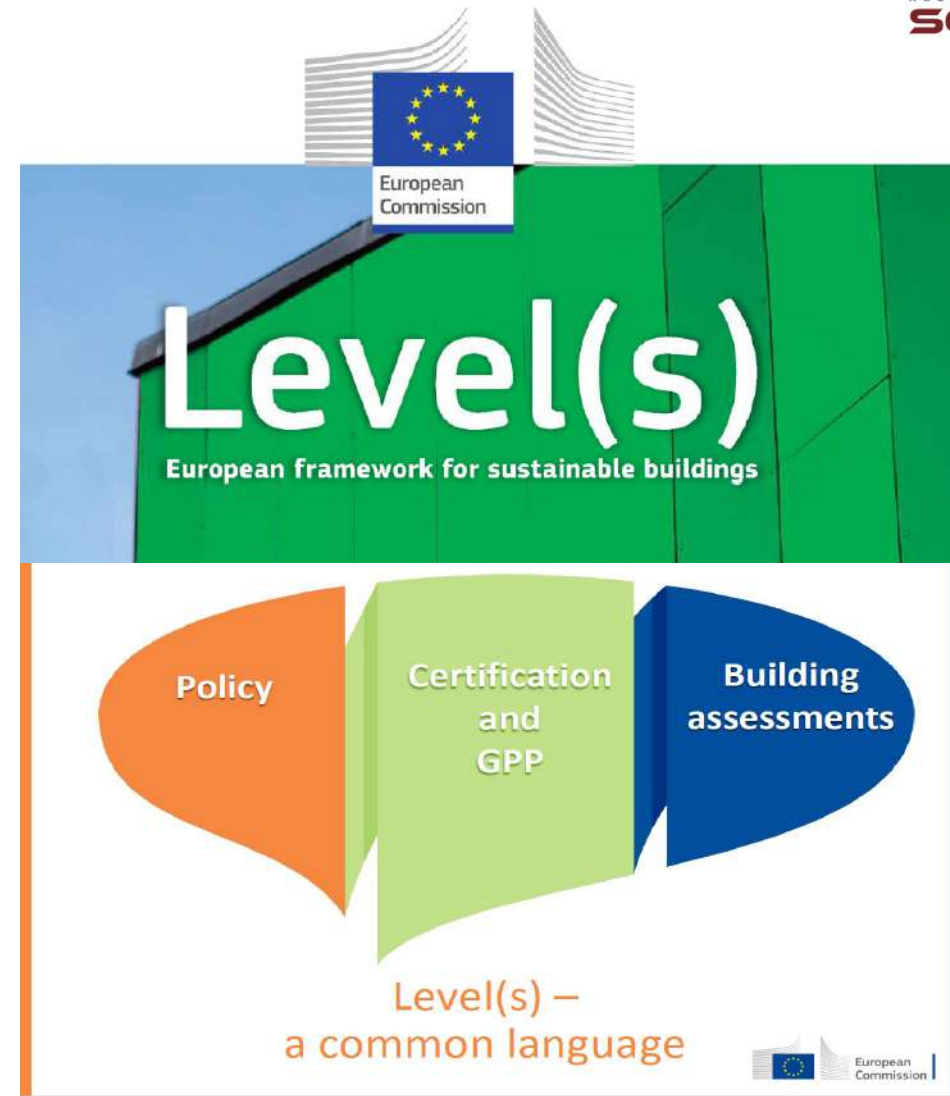 European
Commission
Level(s)
European framework for sustainable buildings
Policy
Certification
and
GPP
Building
assessments
Level(s) –
a common language
European
Commission